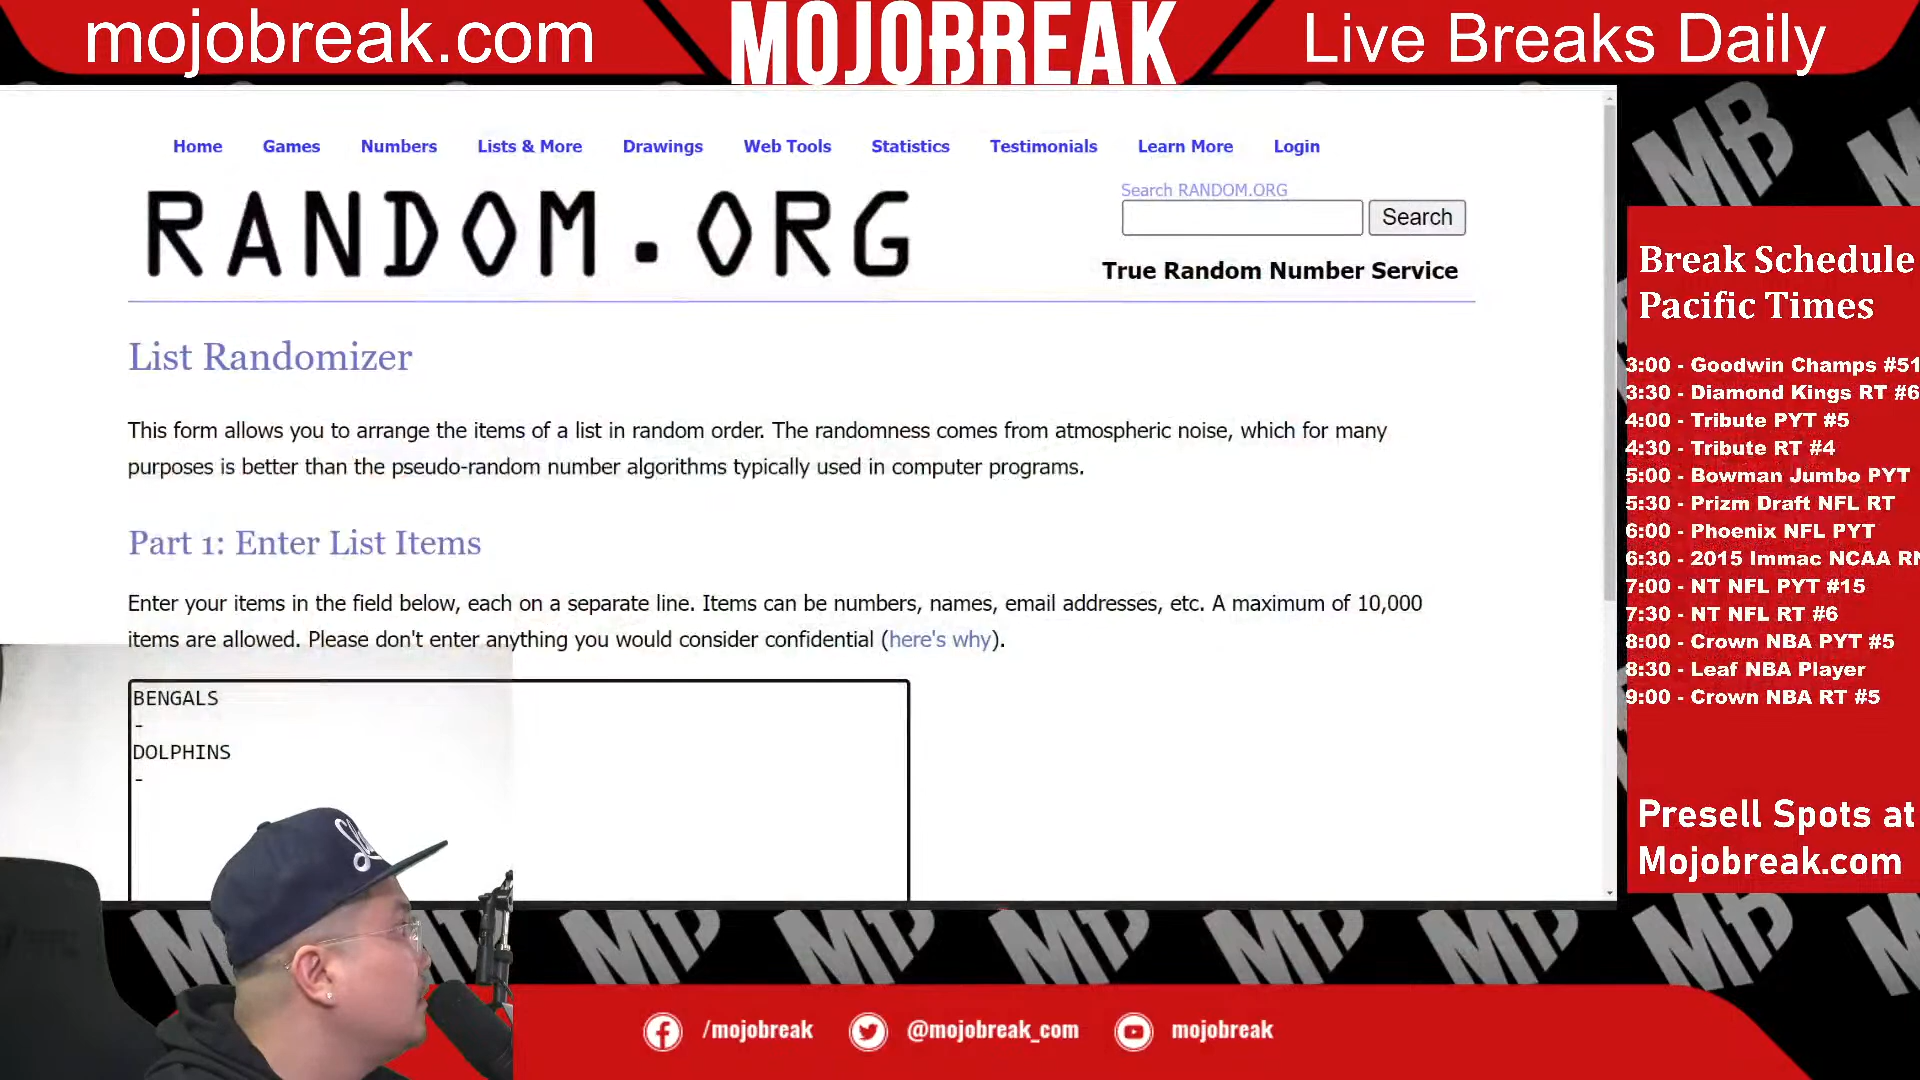 mojobreak.com
MOJOBREAK
Live Breaks Daily
Home Games Numbers Lists & More Drawings Web Tools Statistics Testimonials Learn More Login
RANDOM.ORG
Search RANDOM.ORG
Search
True Random Number Service
List Randomizer
This form allows you to arrange the items of a list in random order. The randomness comes from atmospheric noise, which for many
purposes is better than the pseudo-random number algorithms typically used in computer programs.
Part 1: Enter List Items
Enter your items in the field below, each on a separate line. Items can be numbers, names, email addresses, etc. A maximum of 10,000
items are allowed. Please don't enter anything you would consider confidential (here's why).
BENGALS
-
DOLPHINS
-
Break Schedule
Pacific Times
3:00 - Goodwin Champs #51
3:30 - Diamond Kings RT #6
4:00 - Tribute PYT #5
4:30 - Tribute RT #4
5:00 - Bowman Jumbo PYT
5:30 - Prizm Draft NFL RT
6:00 - Phoenix NFL PYT
6:30 - 2015 Immac NCAA RN
7:00 - NT NFL PYT #15
7:30 - NT NFL RT #6
8:00 - Crown NBA PYT #5
8:30 - Leaf NBA Player
9:00 - Crown NBA RT #5
Presell Spots at
Mojobreak.com
MB
/mojobreak @mojobreak_com mojobreak